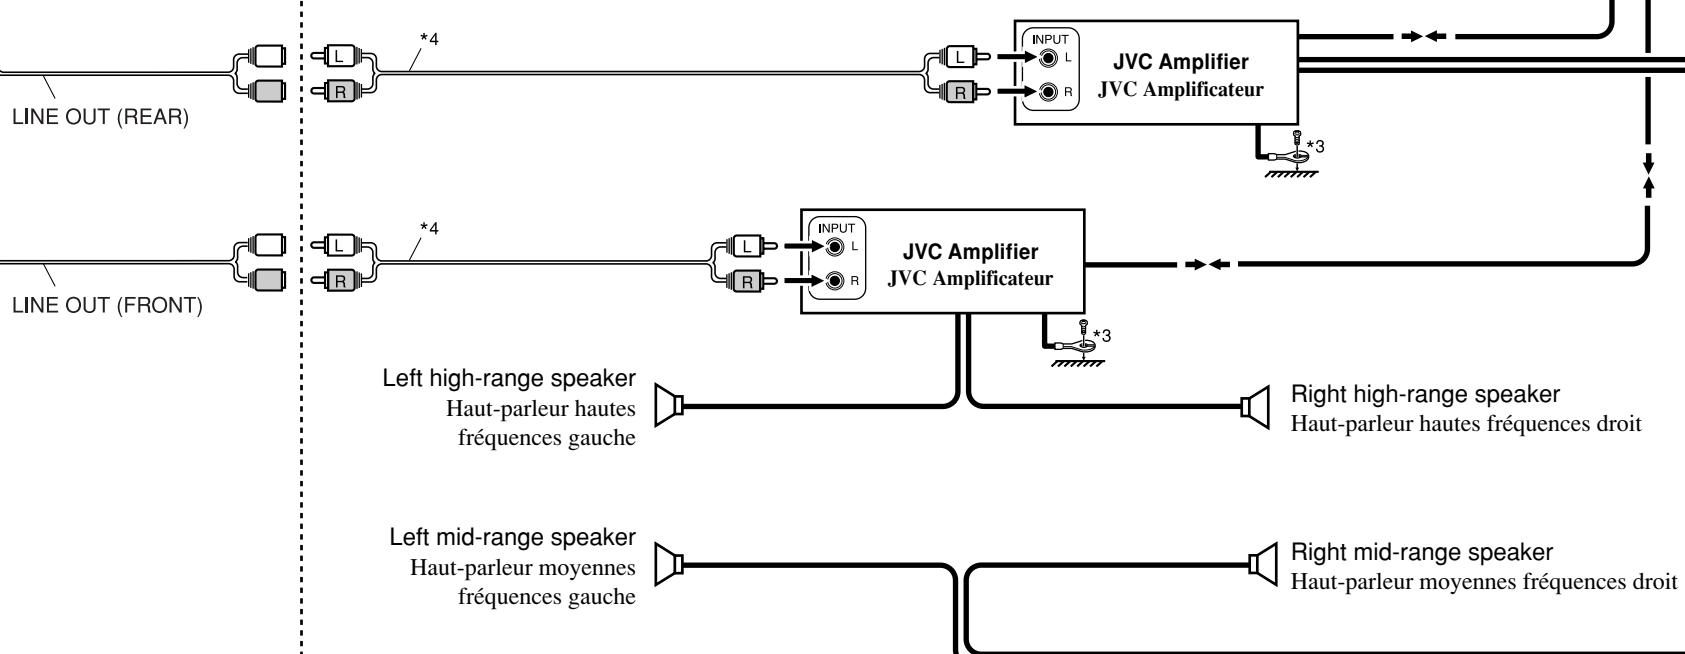 *4
L
R
LINE OUT (REAR)
L
R
INPUT
L
R
JVC Amplifier
JVC Amplificateur
*3
*4
L
R
LINE OUT (FRONT)
L
R
INPUT
L
R
JVC Amplifier
JVC Amplificateur
*3
Left high-range speaker
Haut-parleur hautes
fréquences gauche
Right high-range speaker
Haut-parleur hautes fréquences droit
Left mid-range speaker
Haut-parleur moyennes
fréquences gauche
Right mid-range speaker
Haut-parleur moyennes fréquences droit